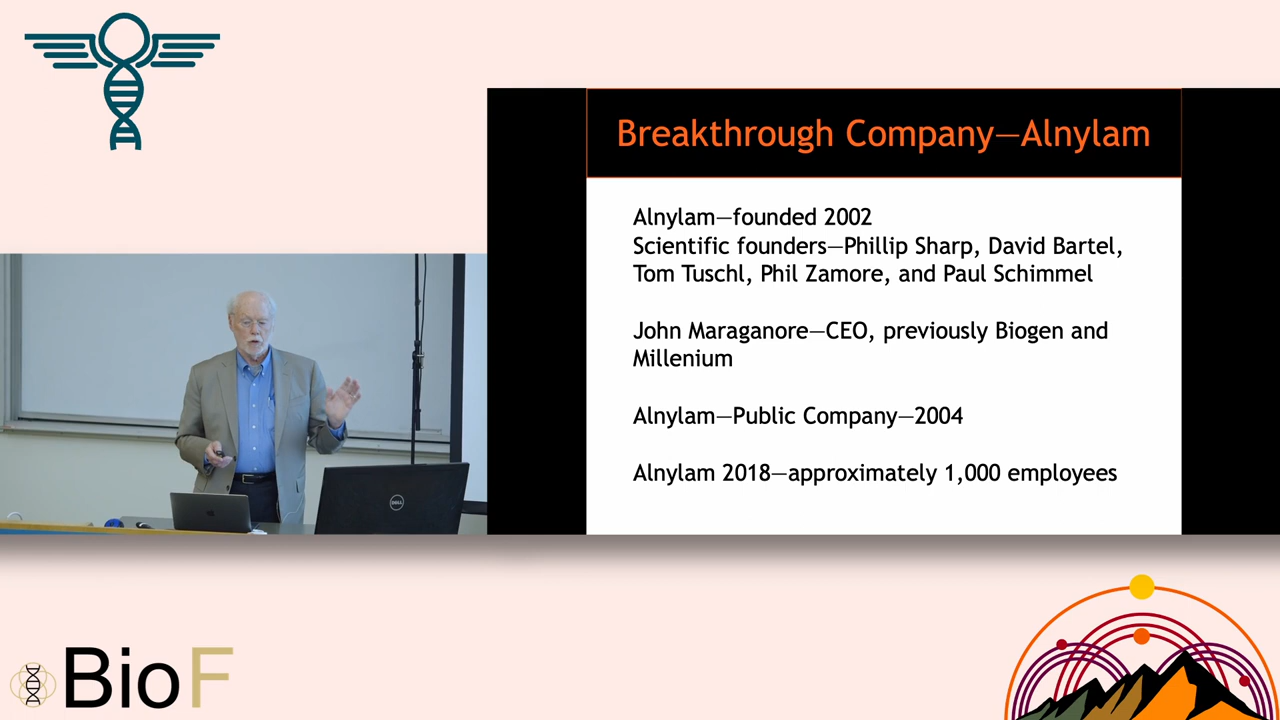 Breakthrough Company—Alnylam
Alnylam—founded 2002
Scientific founders—Phillip Sharp, David Bartel,
Tom Tuschl, Phil Zamore, and Paul Schimmel
John Maraganore—CEO, previously Biogen and
Millenium
Alnylam—Public Company—2004
Alnylam 2018—approximately 1,000 employees
DELL
BioF